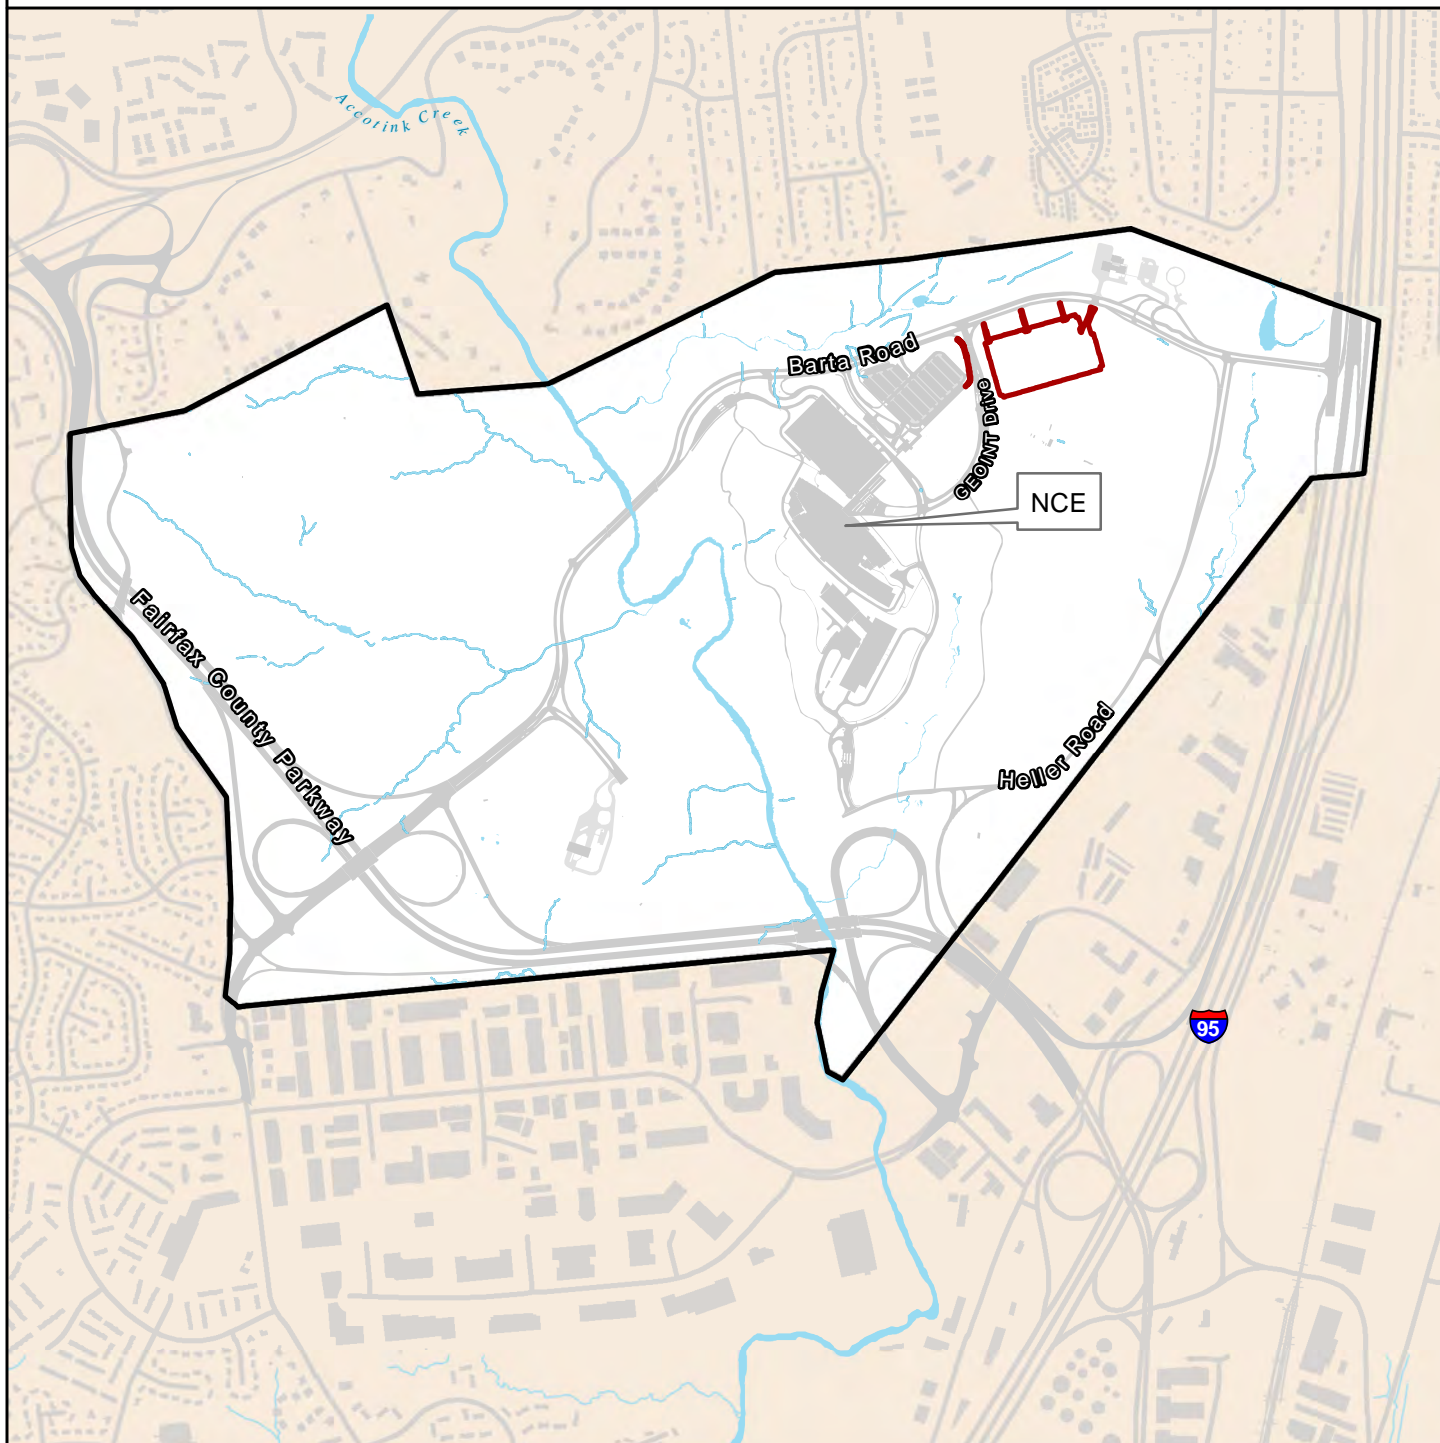 Accotink Creek
Barta Road
GEOINT Drive
NCE
Fairfax County Parkway
Heller Road
95